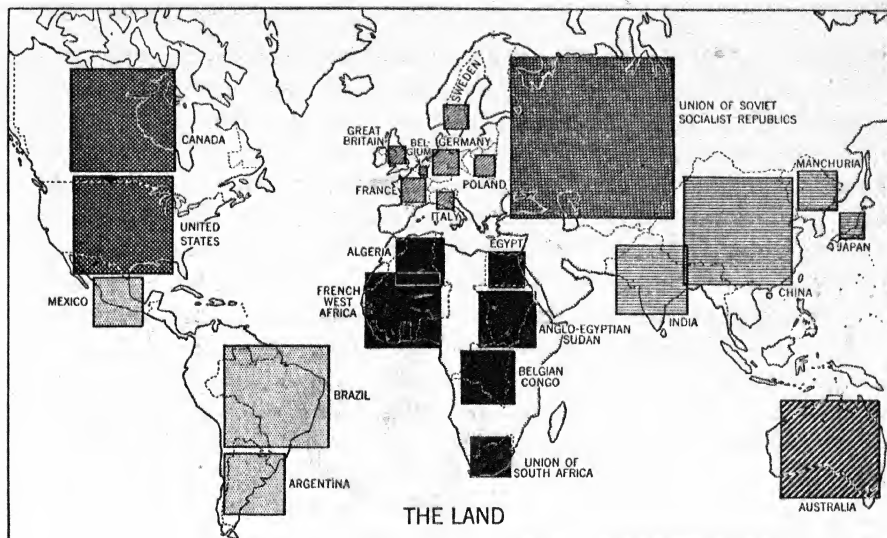 SWEDEN
UNION OF SOVIET
SOCIALIST REPUBLICS
CANADA
GREAT
BRITAIN
BEL-
GIUM
GERMANY
MANCHURIA
FRANCE
POLAND
ITALY
UNITED
STATES
JAPAN
ALGERIA
EGYPT
MEXICO
FRENCH
WEST
AFRICA
CHINA
INDIA
ANGLO-EGYPTIAN
SUDAN
BELGIAN
CONGO
BRAZIL
UNION OF
SOUTH AFRICA
ARGENTINA
AUSTRALIA
THE LAND